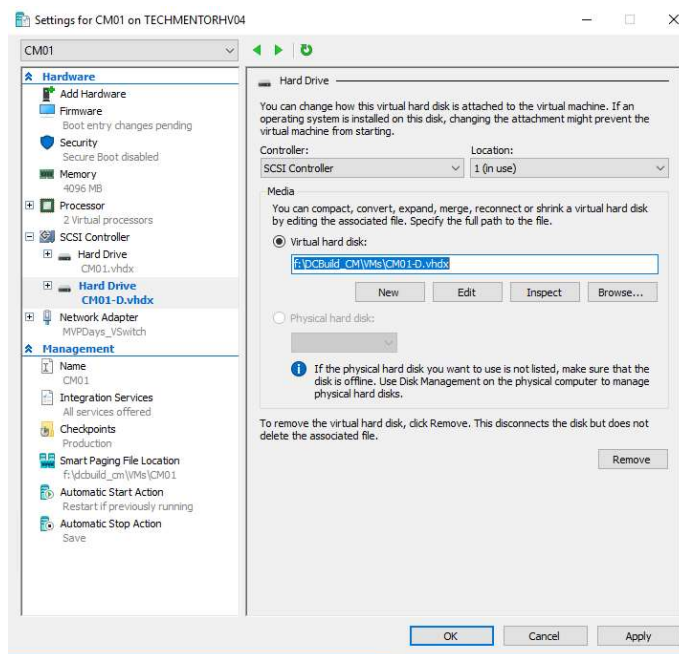 Settings for CM01 on TECHMENTORHV04
CM01
Hardware
Add Hardware
Firmware
Boot entry changes pending
Security
Secure Boot disabled
Memory
4096 MB
Processor
2 Virtual processors
SCSI Controller
Hard Drive
CM01.vhdx
Hard Drive
CM01-D.vhdx
Network Adapter
MVPDays_VSwitch
Management
Name
CM01
Integration Services
All services offered
Checkpoints
Production
Smart Paging File Location
f:\dcbuild_cm\VMs\CM01
Automatic Start Action
Restart if previously running
Automatic Stop Action
Save
Hard Drive
You can change how this virtual hard disk is attached to the virtual machine. If an
operating system is installed on this disk, changing the attachment might prevent the
virtual machine from starting.
Controller: Location:
SCSI Controller 1 (in use)
Media
You can compact, convert, expand, merge, reconnect or shrink a virtual hard disk
by editing the associated file. Specify the full path to the file.
Virtual hard disk:
f:\DCBuild_CM\VMs\CM01-D.vhdx
New Edit Inspect Browse...
Physical hard disk:
If the physical hard disk you want to use is not listed, make sure that the
disk is offline. Use Disk Management on the physical computer to manage
physical hard disks.
To remove the virtual hard disk, click Remove. This disconnects the disk but does not
delete the associated file.
Remove
OK Cancel Apply